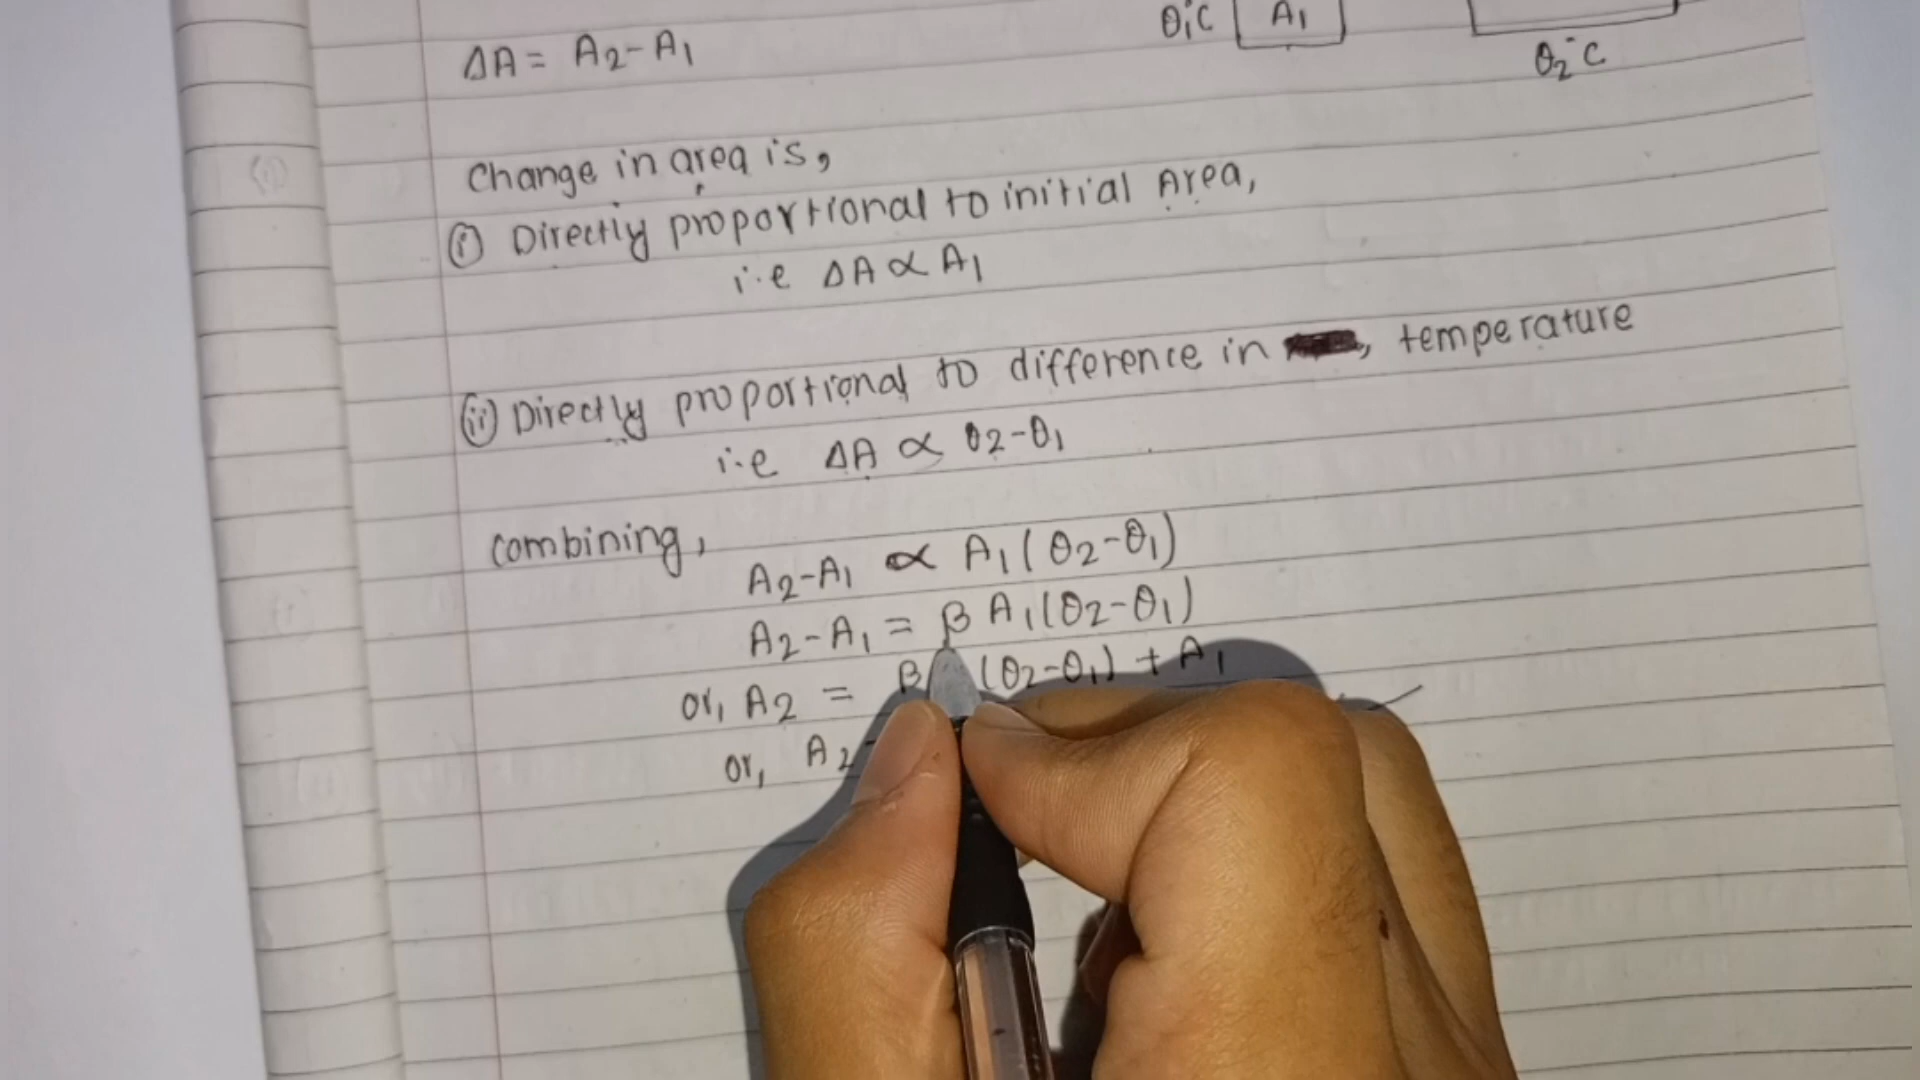 θ1°C A1
ΔA = A2-A1
θ2°C
Change in area is,
(i) Directly proportional to initial Area,
i.e ΔA ∝ A1
(ii) Directly proportional to difference in , temperature
i.e ΔA ∝ θ2-θ1
combining,
A2-A1 ∝ A1(θ2-θ1)
A2-A1 = β A1(θ2-θ1)
or, A2 = β (θ2-θ1) + A1
or, A2